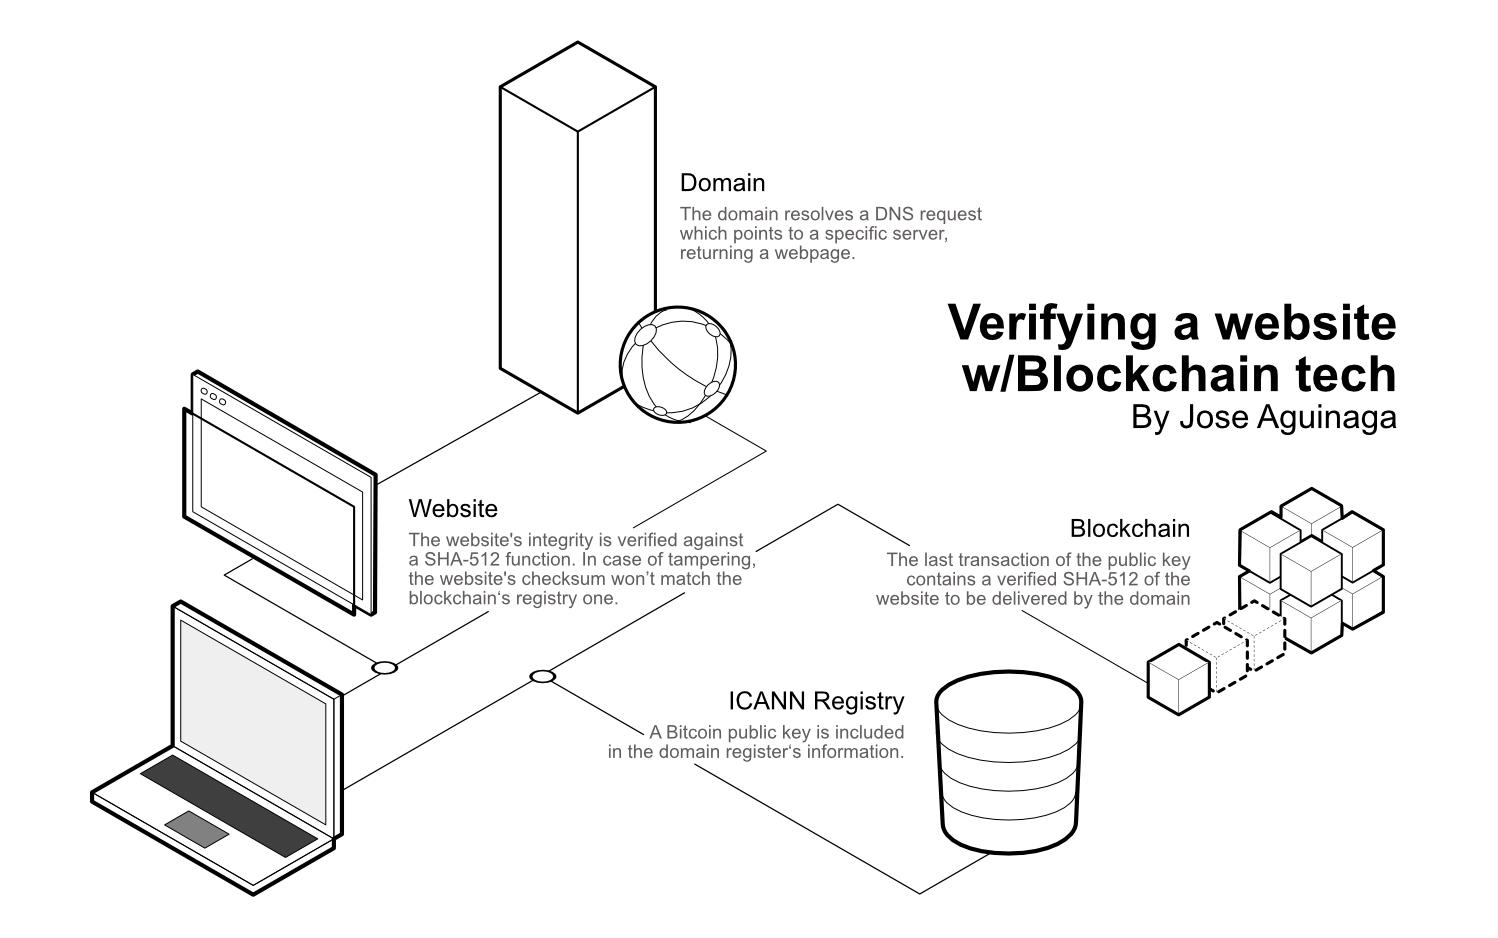 Domain
The domain resolves a DNS request
which points to a specific server,
returning a webpage.
Verifying a website
w/Blockchain tech
By Jose Aguinaga
Website
The website's integrity is verified against
a SHA-512 function. In case of tampering,
the website's checksum won’t match the
blockchain‘s registry one.
Blockchain
The last transaction of the public key
contains a verified SHA-512 of the
website to be delivered by the domain
ICANN Registry
A Bitcoin public key is included
in the domain register‘s information.